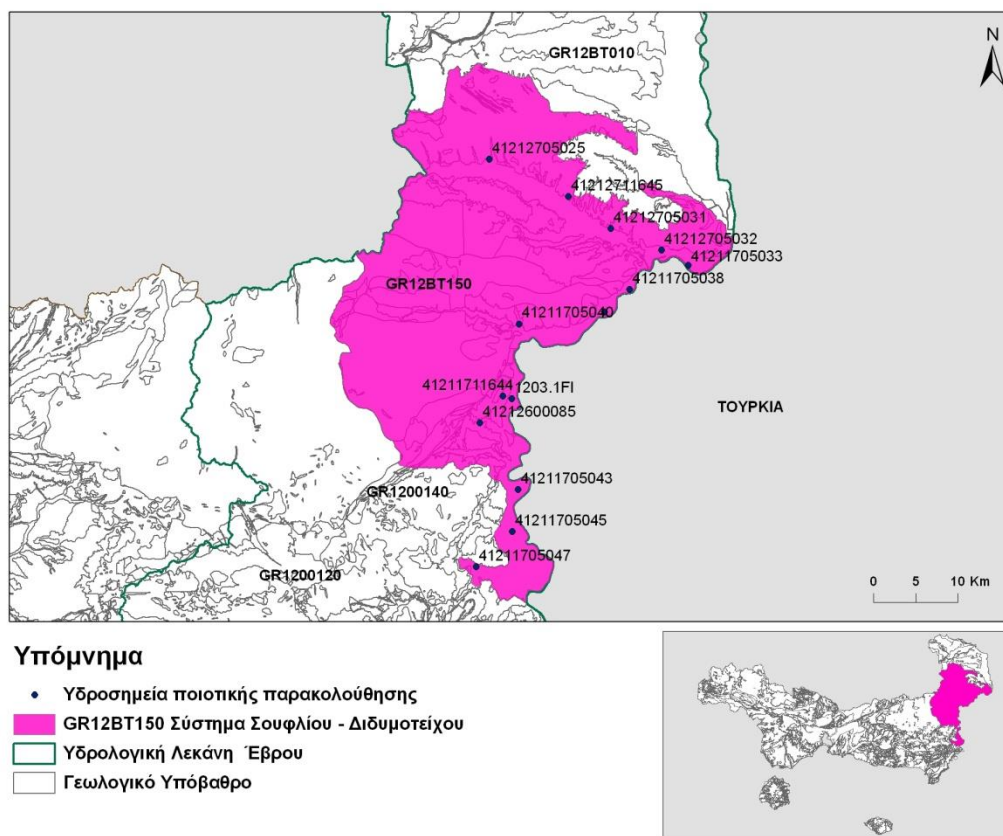 GR12BT010
N
41212705025
41212711645
41212705031
41212705032
41211705033
GR12BT150
41211705038
41211705040
41211711644
1203.1FI
ΤΟΥΡΚΙΑ
41212600085
41211705043
GR1200140
41211705045
41211705047
GR1200120
0 5 10 Km
Υπόμνημα
Υδροσημεία ποιοτικής παρακολούθησης
GR12BT150 Σύστημα Σουφλίου - Διδυμοτείχου
Υδρολογική Λεκάνη Έβρου
Γεωλογικό Υπόβαθρο